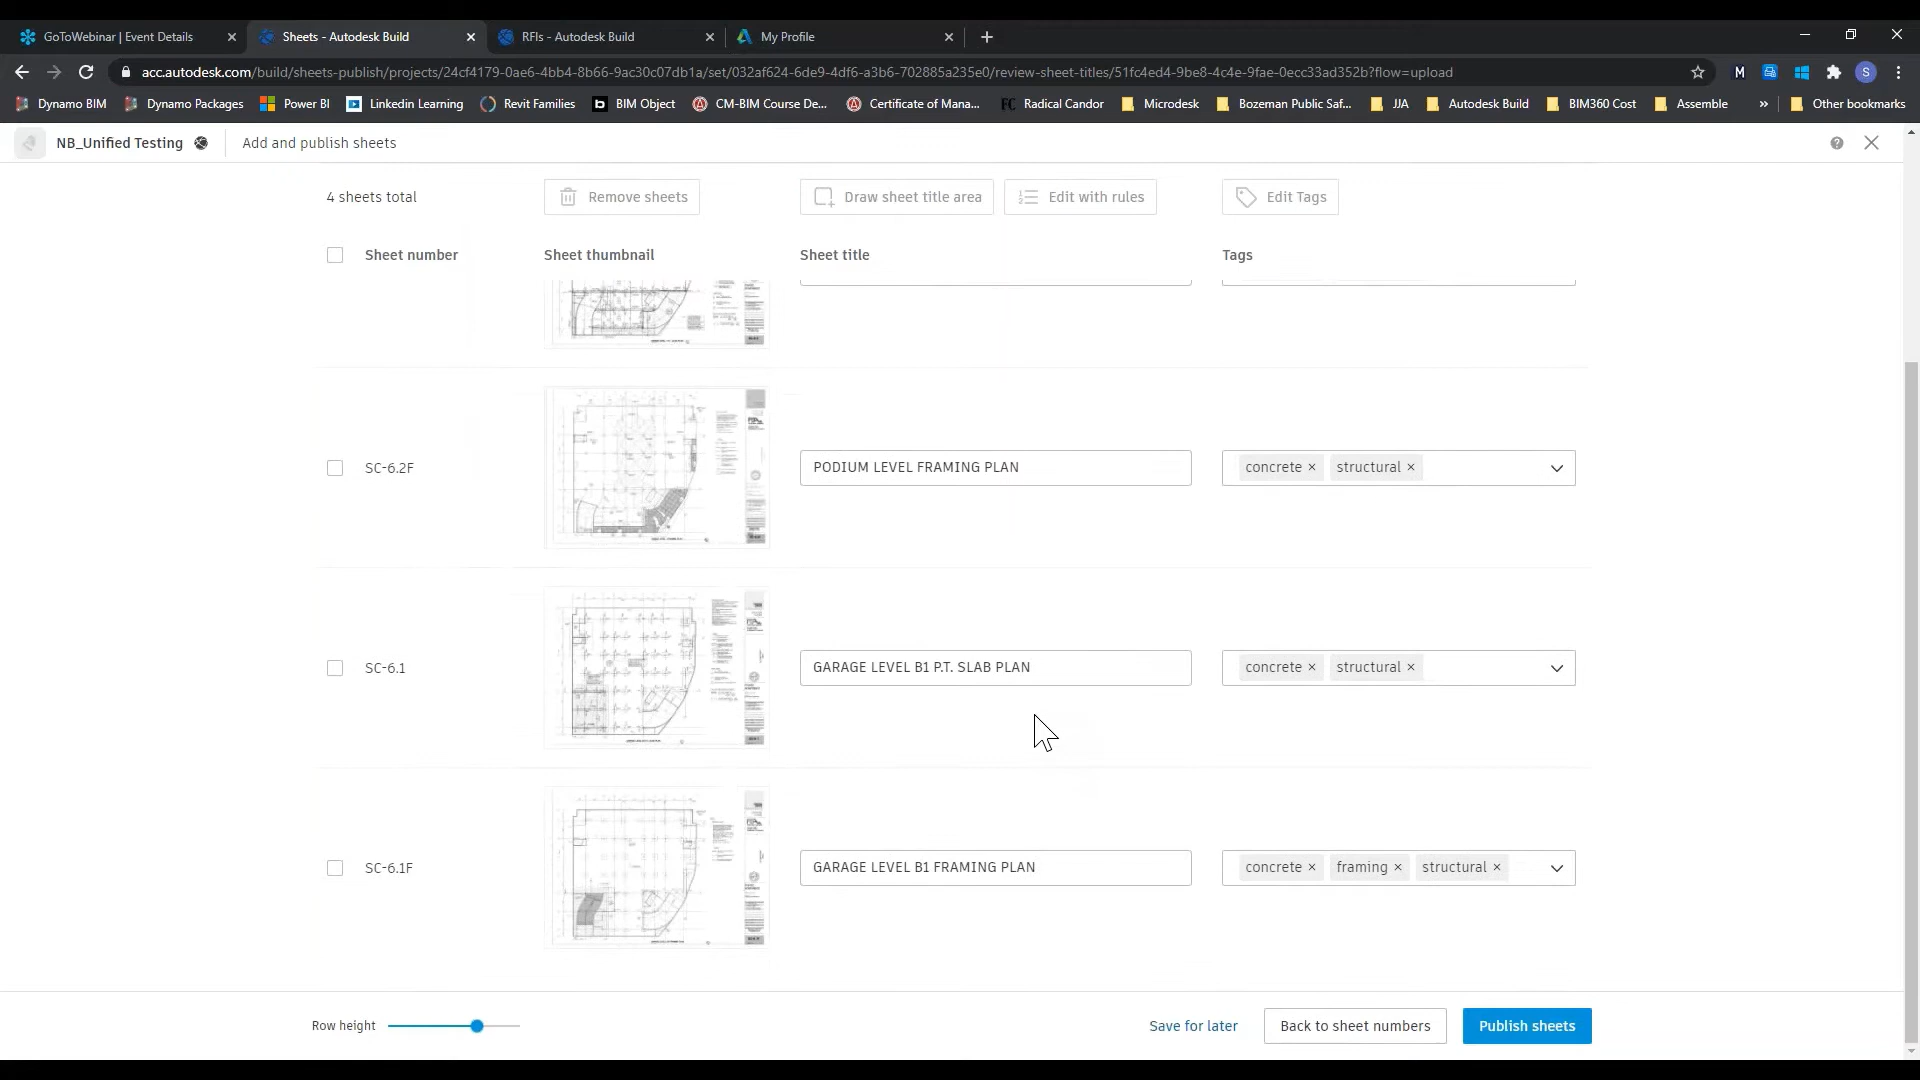 GoToWebinar | Event Details
Sheets - Autodesk Build
RFIs - Autodesk Build
My Profile
acc.autodesk.com/build/sheets-publish/projects/24cf4179-0ae6-4bb4-8b66-9ac30c07db1a/set/032af624-6de9-4df6-a3b6-702885a235e0/review-sheet-titles/51fc4ed4-9be8-4c4e-9fae-0ecc33ad352b?flow=upload
M
S
Dynamo BIM
Dynamo Packages
Power BI
Linkedin Learning
Revit Families
BIM Object
CM-BIM Course De...
Certificate of Mana...
Radical Candor
Microdesk
Bozeman Public Saf...
JJA
Autodesk Build
BIM360 Cost
Assemble
»
Other bookmarks
NB_Unified Testing
Add and publish sheets
4 sheets total
Remove sheets
Draw sheet title area
Edit with rules
Edit Tags
Sheet number
Sheet thumbnail
Sheet title
Tags
SC-6.2F
PODIUM LEVEL FRAMING PLAN
concrete × structural ×
SC-6.1
GARAGE LEVEL B1 P.T. SLAB PLAN
concrete × structural ×
SC-6.1F
GARAGE LEVEL B1 FRAMING PLAN
concrete × framing × structural ×
Row height
Save for later
Back to sheet numbers
Publish sheets